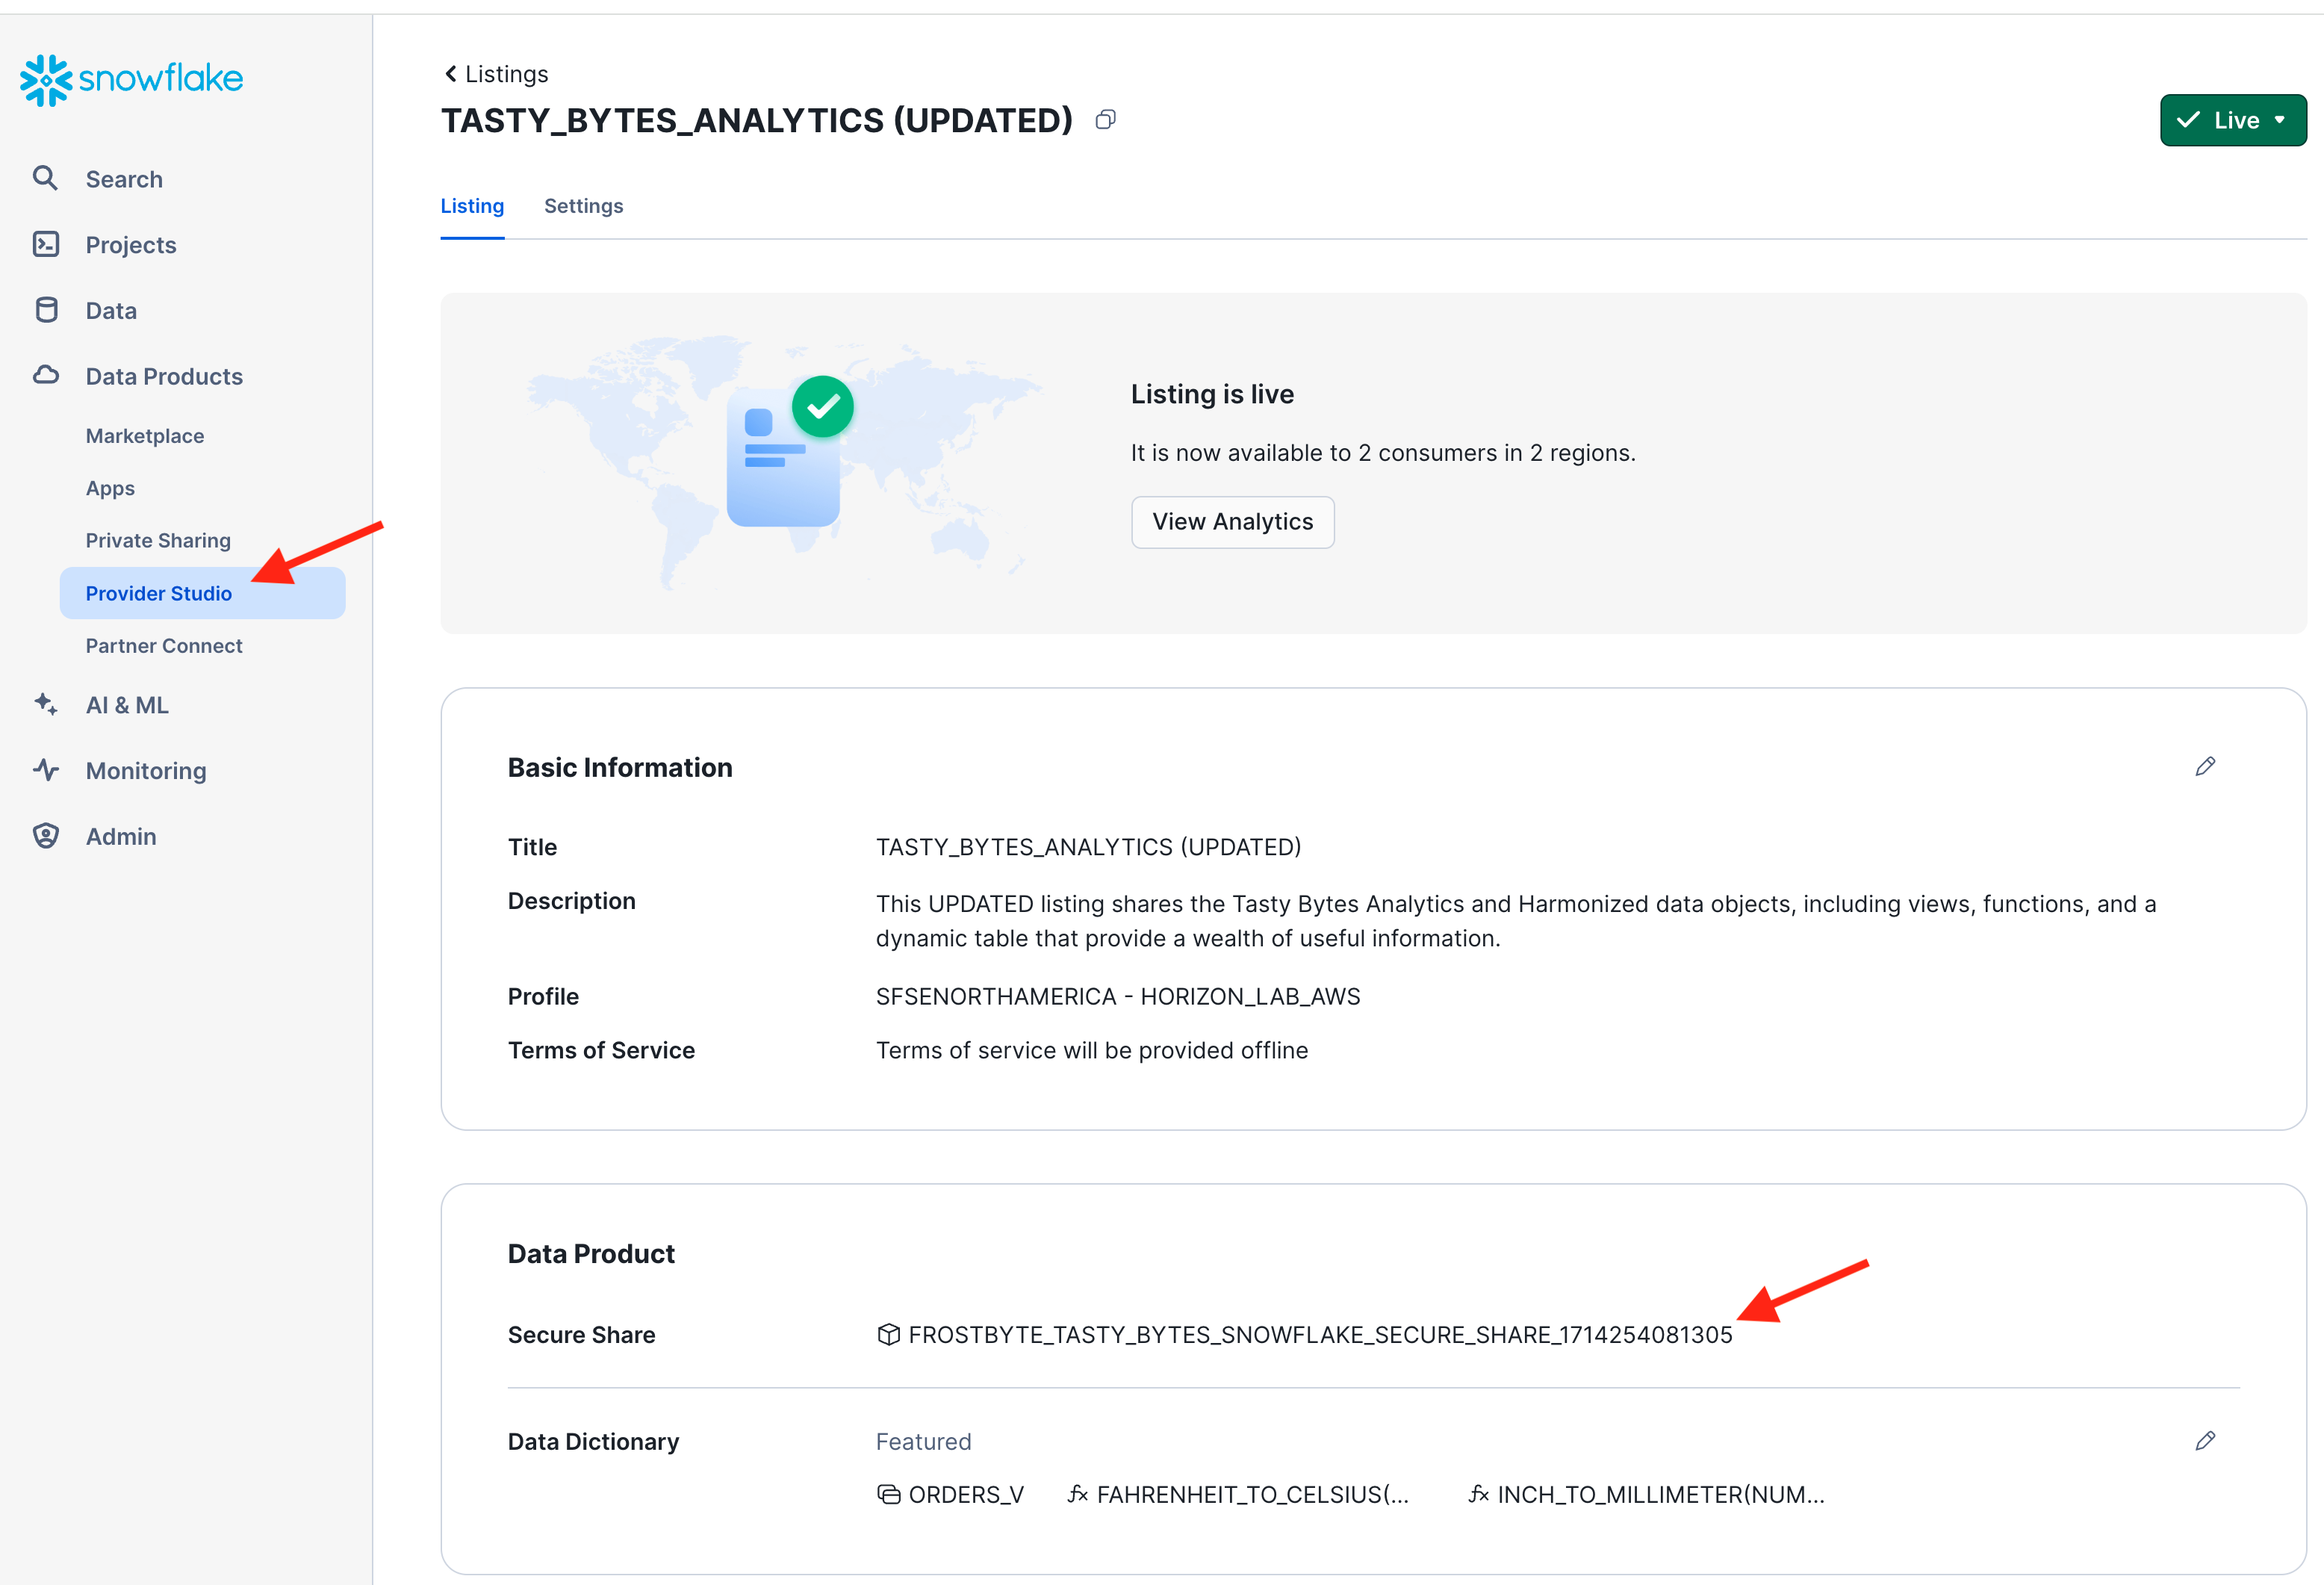 snowflake
Search
Projects
Data
Data Products
Marketplace
Apps
Private Sharing
Provider Studio
Partner Connect
AI & ML
Monitoring
Admin
Listings
TASTY_BYTES_ANALYTICS (UPDATED)
Live
Listing Settings
Listing is live
It is now available to 2 consumers in 2 regions.
View Analytics
Basic Information
Title TASTY_BYTES_ANALYTICS (UPDATED)
Description This UPDATED listing shares the Tasty Bytes Analytics and Harmonized data objects, including views, functions, and a
dynamic table that provide a wealth of useful information.
Profile SFSENORTHAMERICA - HORIZON_LAB_AWS
Terms of Service Terms of service will be provided offline
Data Product
Secure Share FROSTBYTE_TASTY_BYTES_SNOWFLAKE_SECURE_SHARE_1714254081305
Data Dictionary Featured
ORDERS_V fx FAHRENHEIT_TO_CELSIUS(... fx INCH_TO_MILLIMETER(NUM...